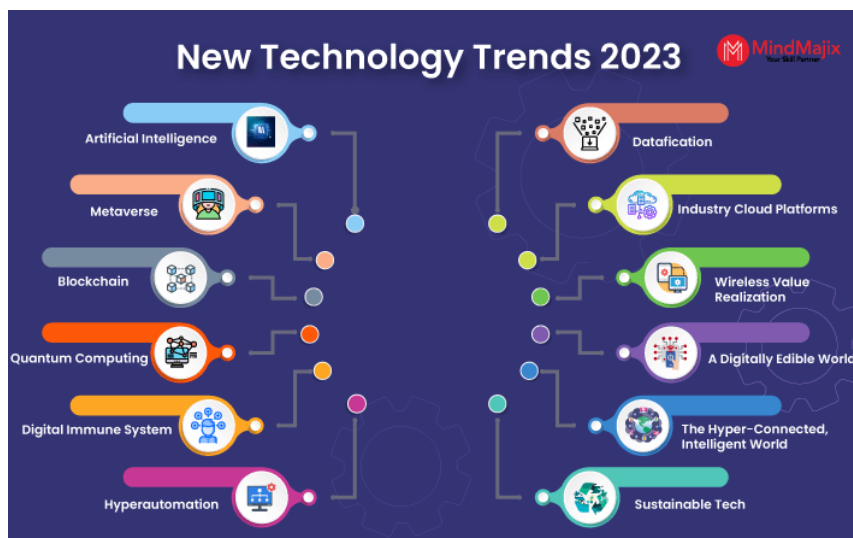 New Technology Trends 2023
MindMajix
Your Skill Partner
Artificial Intelligence
Metaverse
Blockchain
Quantum Computing
Digital Immune System
Hyperautomation
Datafication
Industry Cloud Platforms
Wireless Value
Realization
A Digitally Edible World
The Hyper-Connected,
Intelligent World
Sustainable Tech